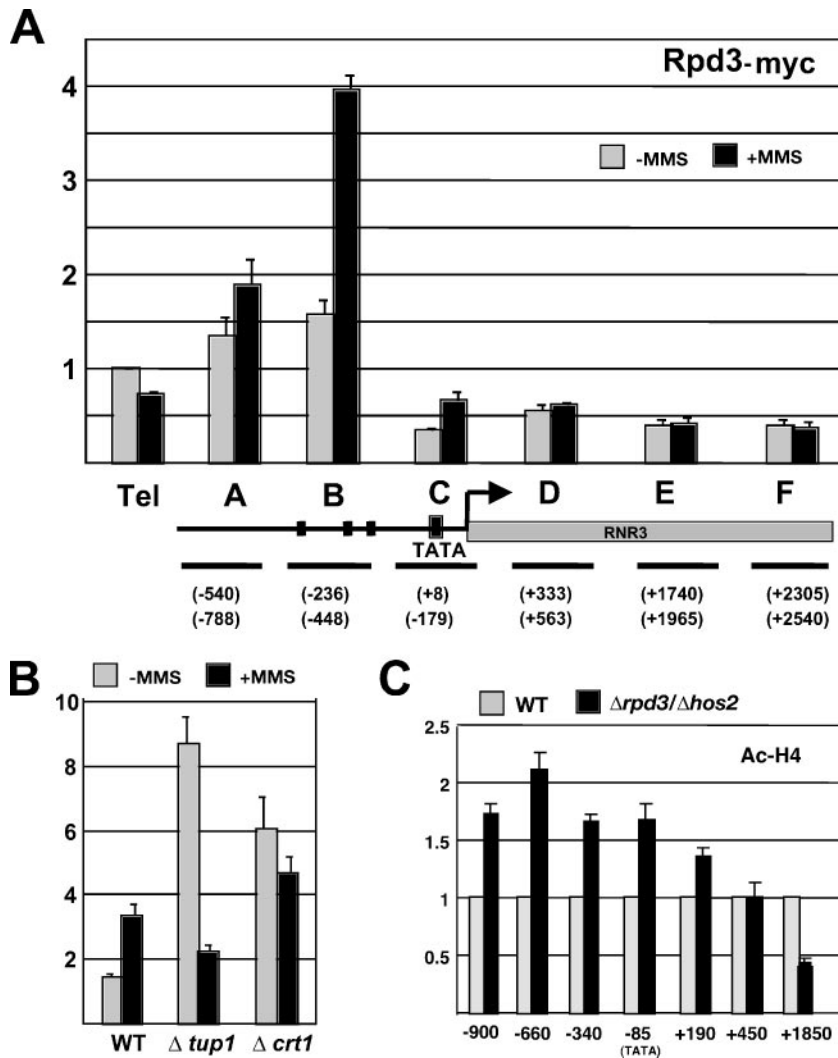 A
Rpd3-myc
4
-MMS +MMS
3
2
1
Tel A B C D E F
RNR3
TATA
(-540) (-236) (+8) (+333) (+1740) (+2305)
(-788) (-448) (-179) (+563) (+1965) (+2540)
B
-MMS +MMS
10
8
6
4
2
WT Δ tup1 Δ crt1
C
WT Δrpd3/Δhos2
2.5
Ac-H4
2
1.5
1
0.5
-900 -660 -340 -85 +190 +450 +1850
(TATA)